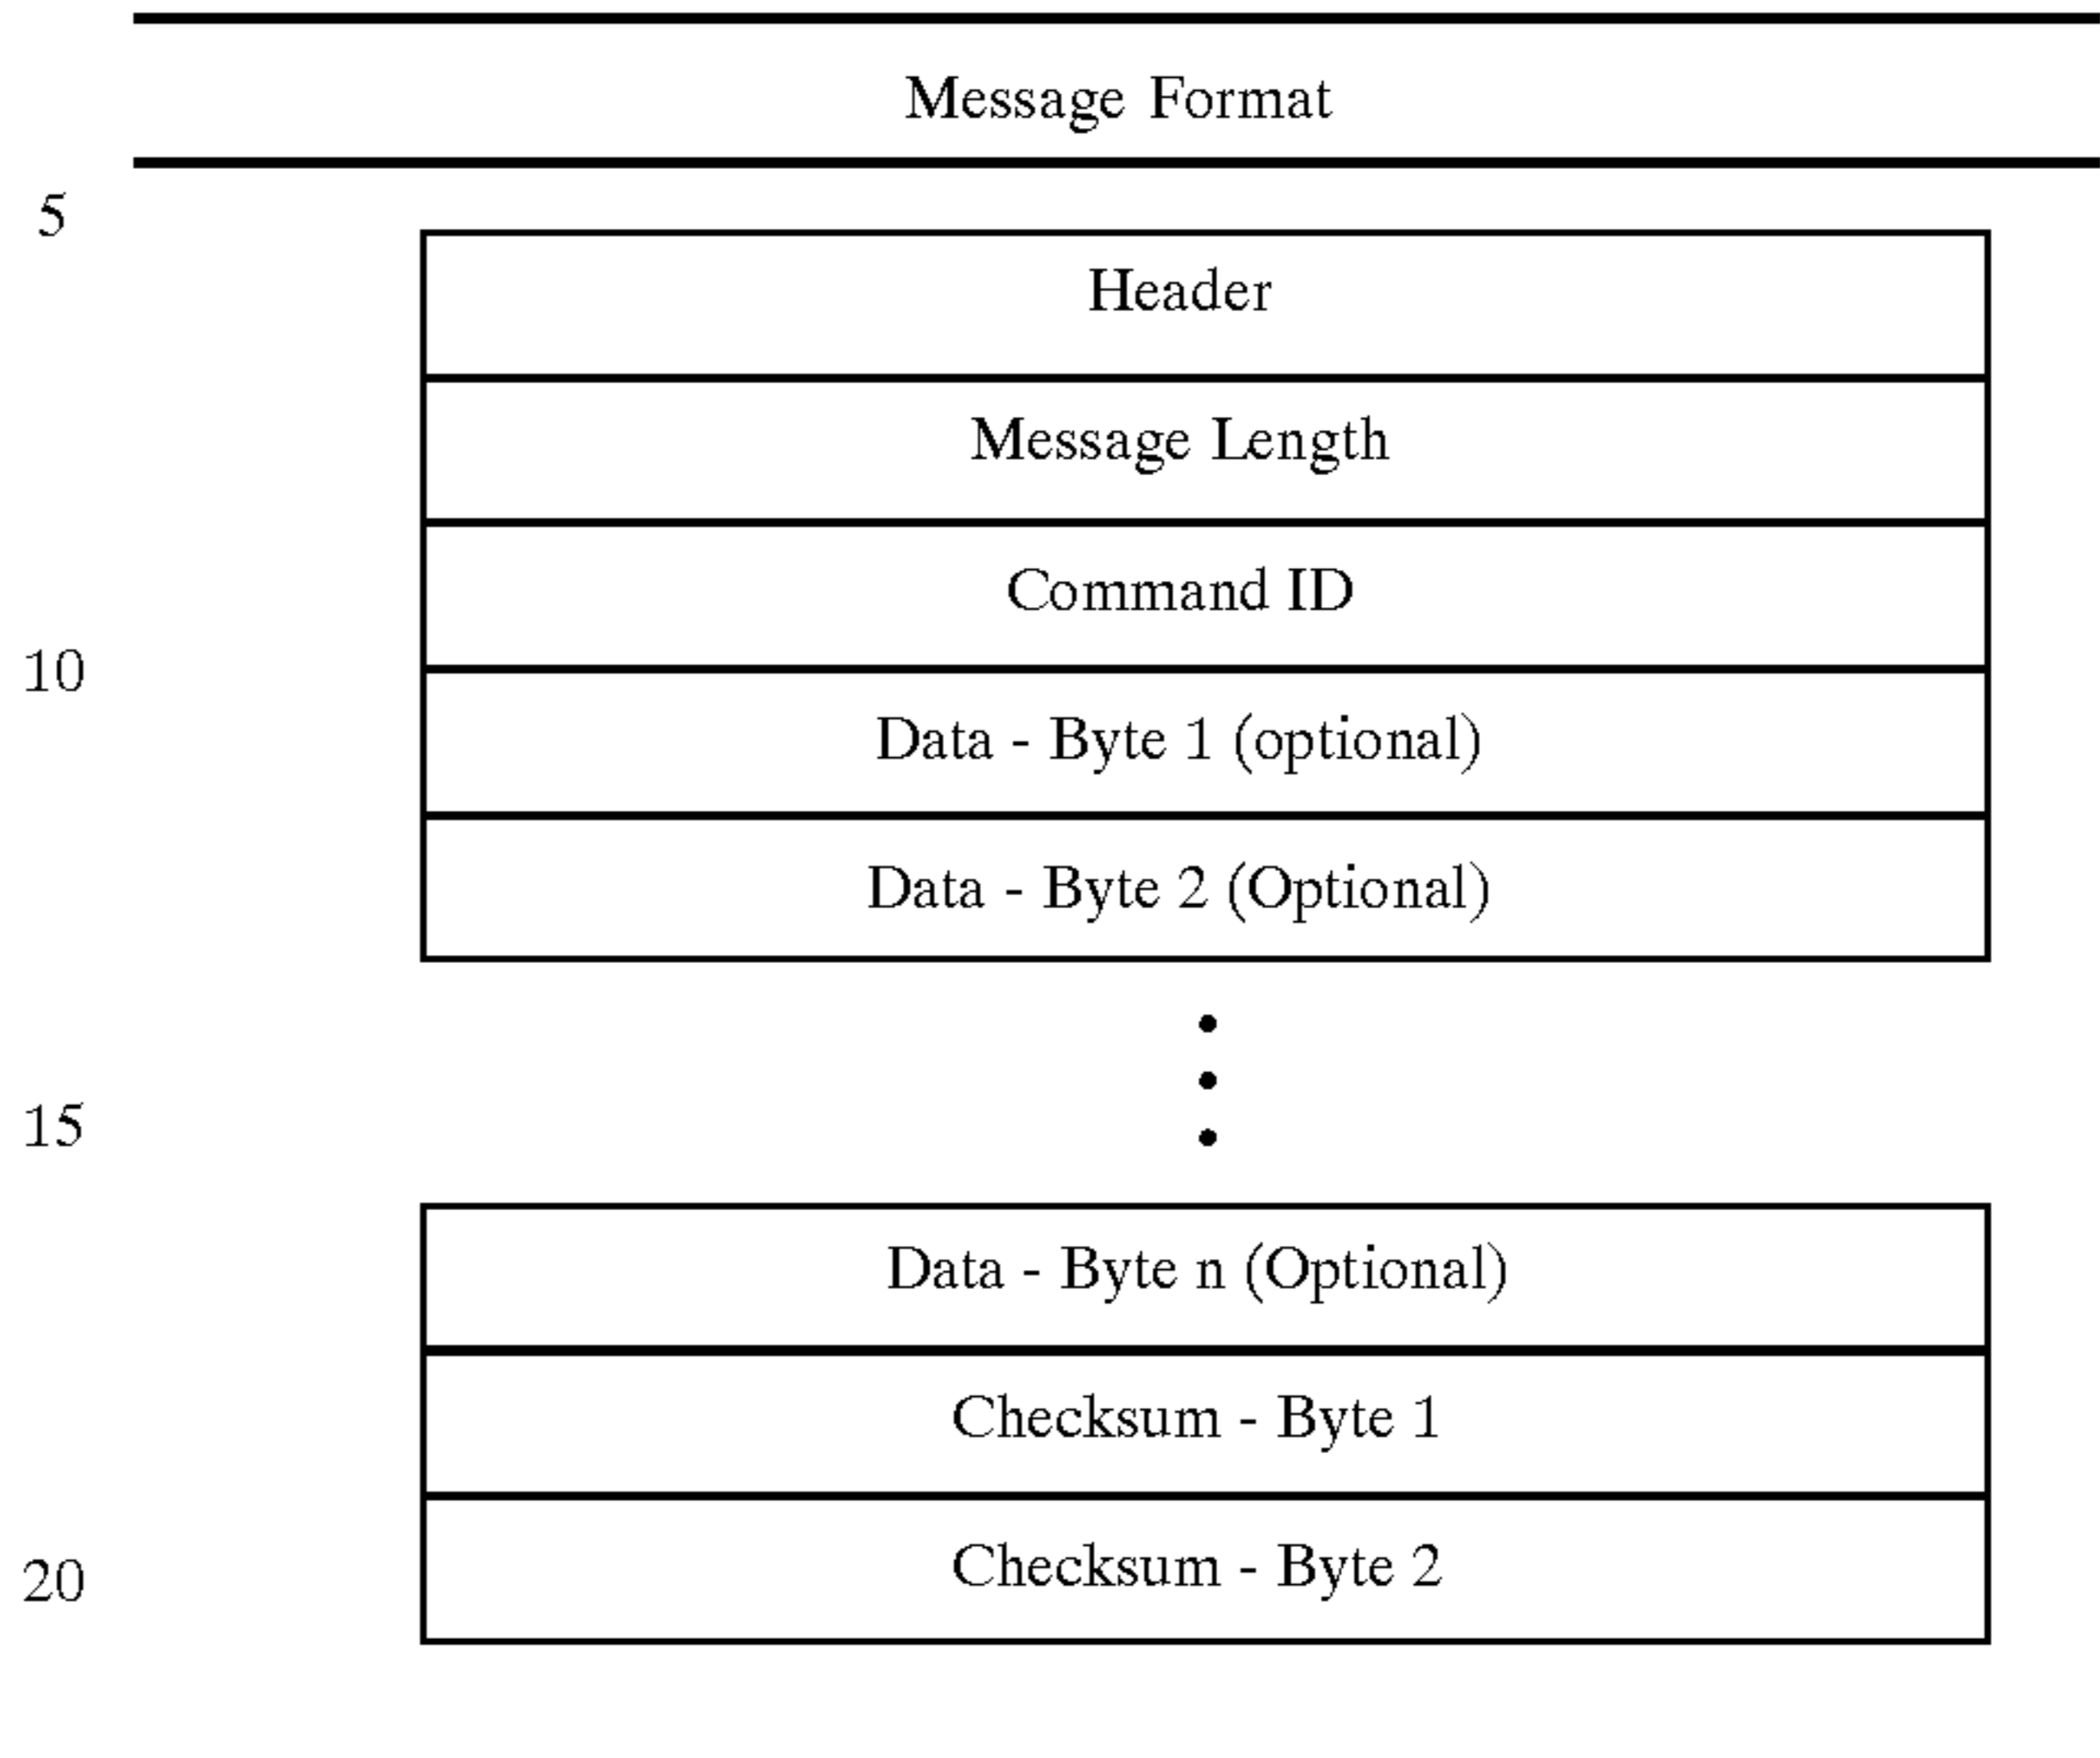 Message Format
5
Header
Message Length
Command ID
10
Data - Byte 1 (optional)
Data - Byte 2 (Optional)
15
Data - Byte n (Optional)
Checksum - Byte 1
Checksum - Byte 2
20